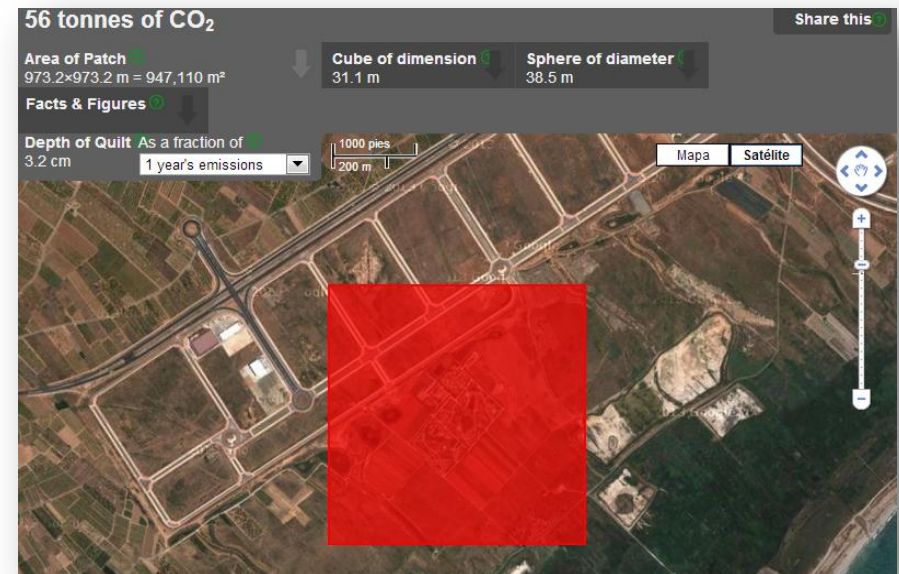 56 tonnes of CO₂
Share this ?
Area of Patch ?
973.2×973.2 m = 947,110 m²
Cube of dimension
31.1 m
Sphere of diameter
38.5 m
Facts & Figures ?
Depth of Quilt As a fraction of
3.2 cm
1 year's emissions
1000 pies
200 m
Mapa
Satélite
Google